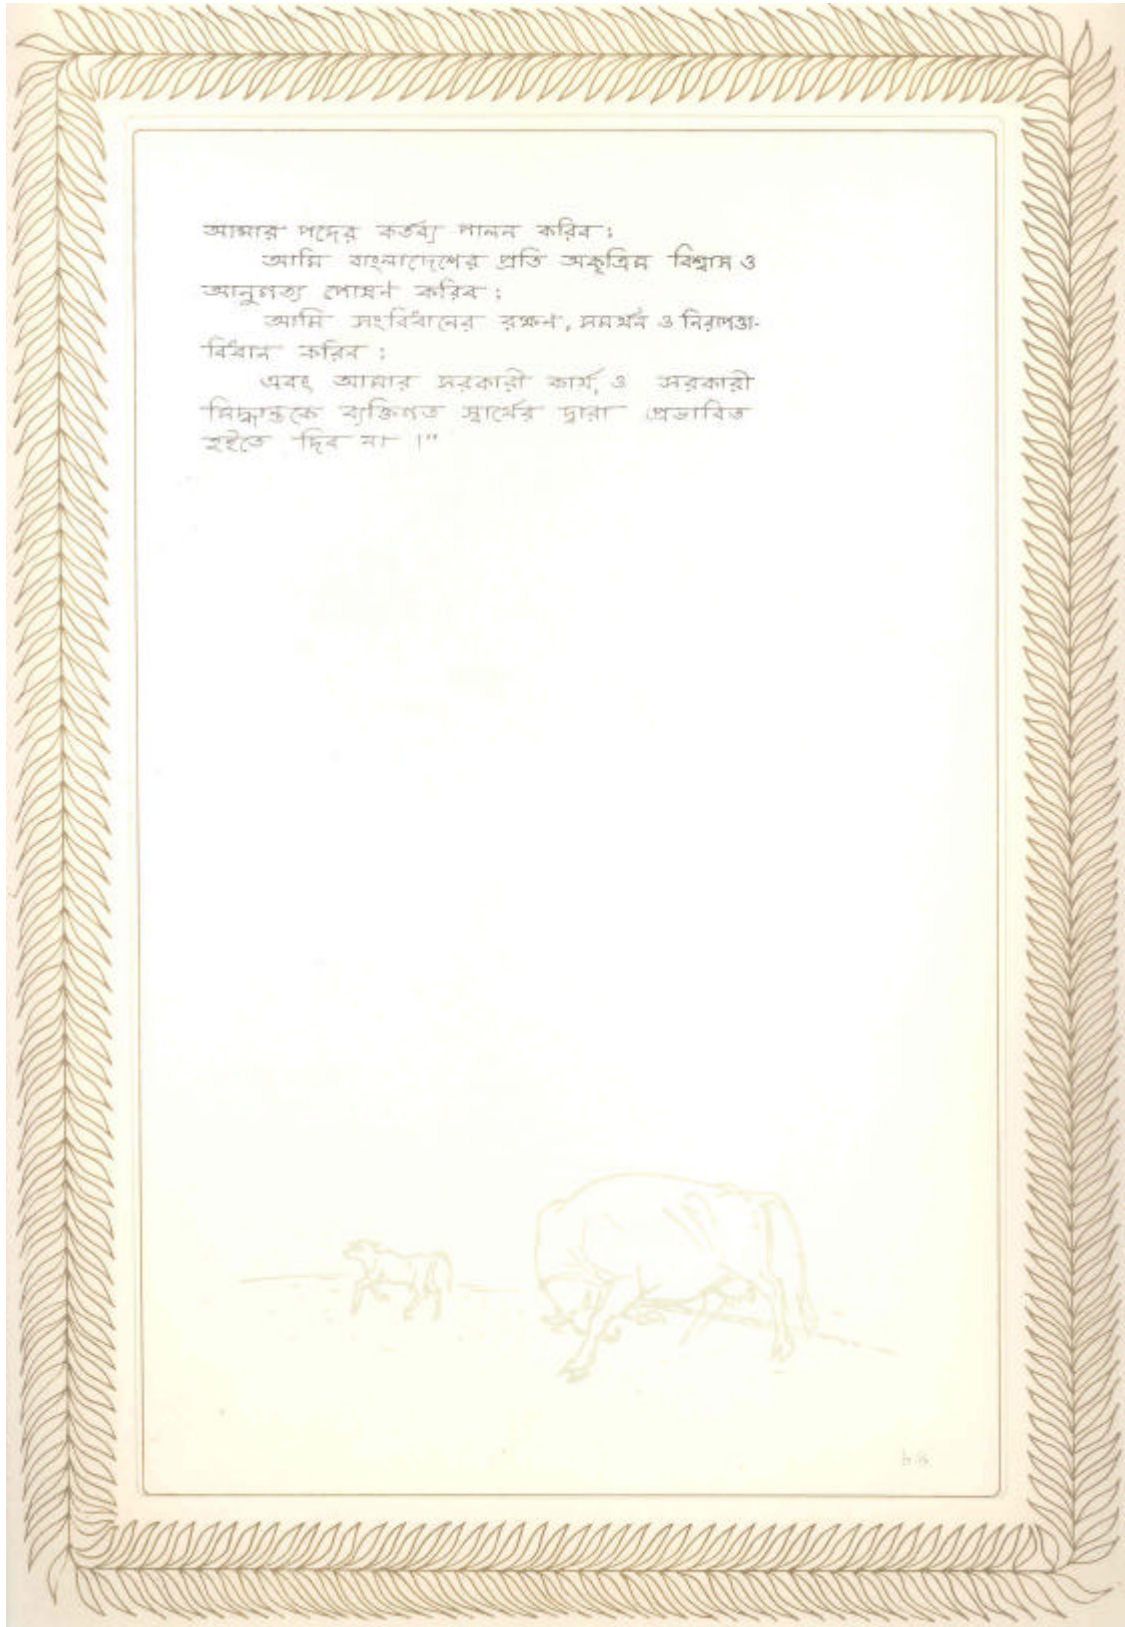 আমার পদের কর্তব্য পালন করিব;
আমি বাংলাদেশের প্রতি অকৃত্রিম বিশ্বাস ও
আনুগত্য পোষণ করিব;
আমি সংবিধানের রক্ষণ, সমর্থন ও নিরাপত্তা-
বিধান করিব;
এবং আমার সরকারী কার্য ও সরকারী
সিদ্ধান্তকে ব্যক্তিগত স্বার্থের দ্বারা প্রভাবিত
হইতে দিব না।"